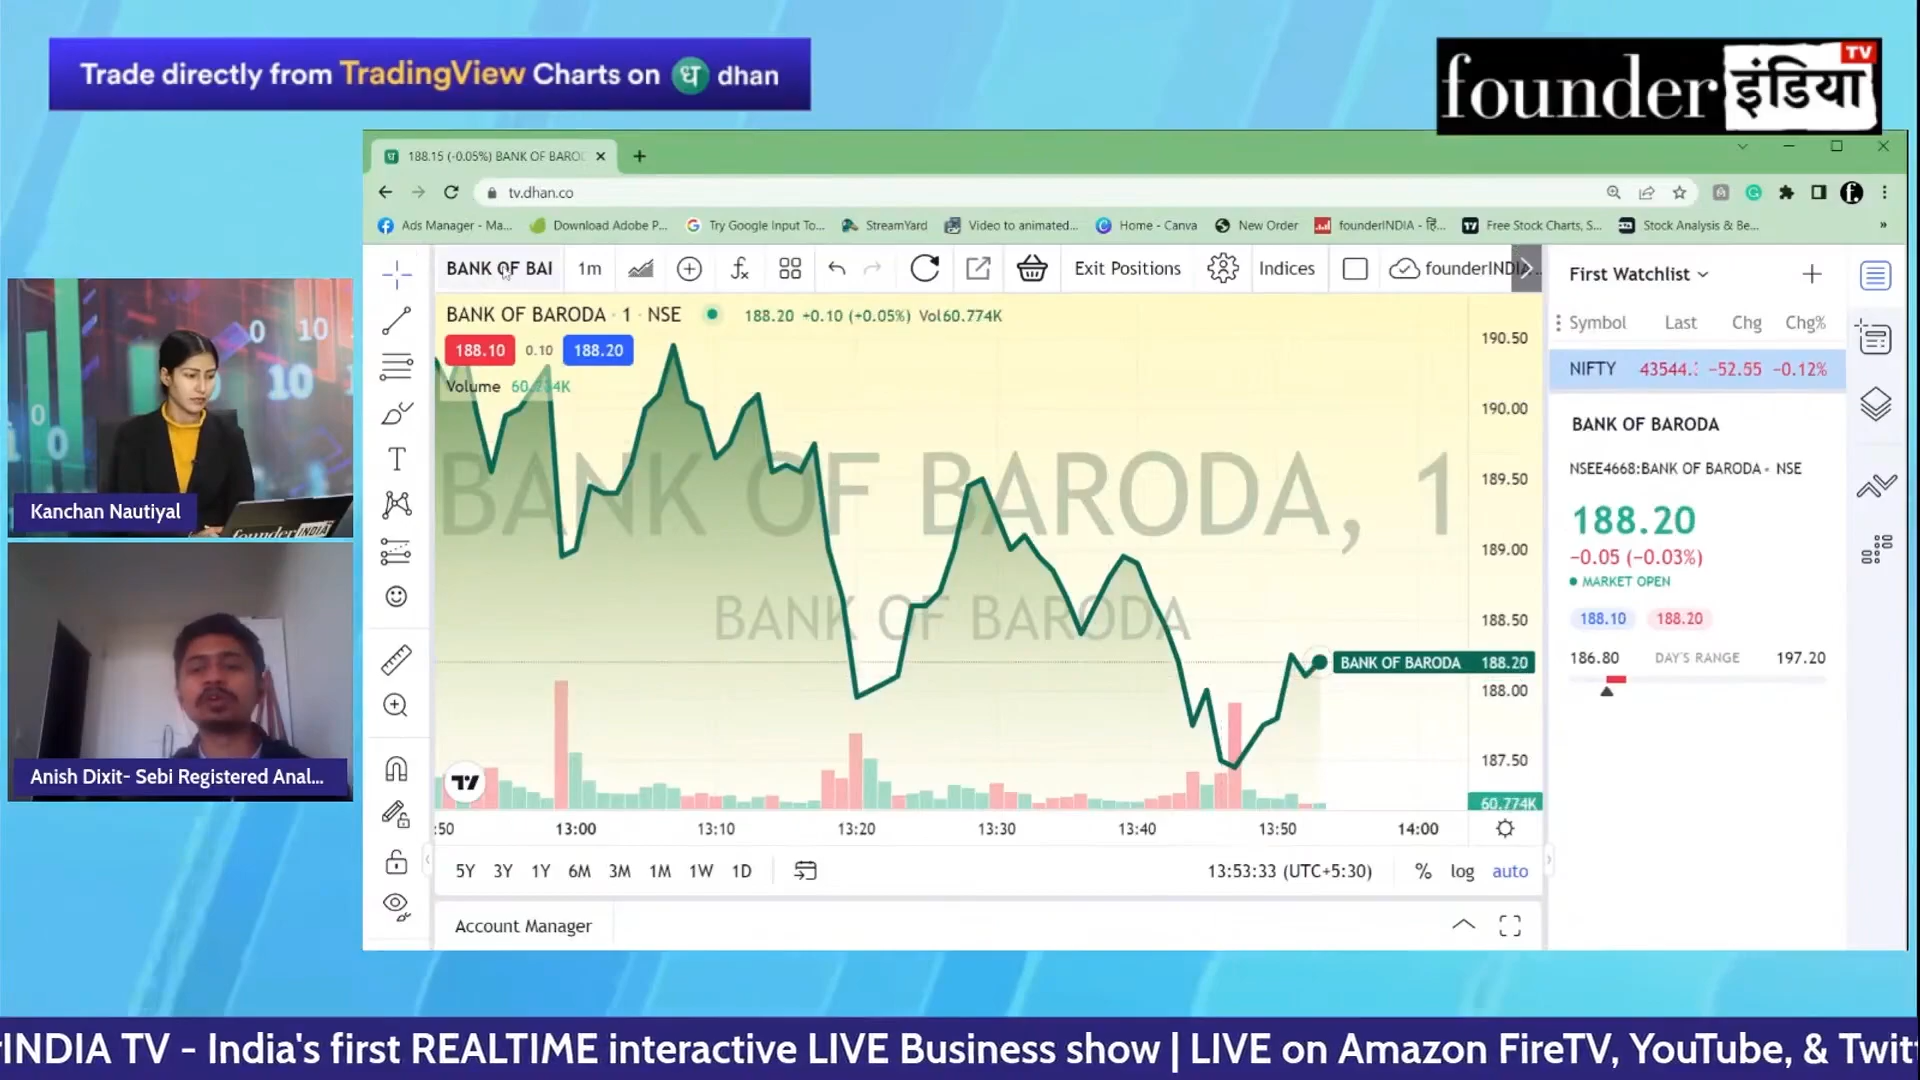 Trade directly from TradingView Charts on ध dhan
founder इंडिया TV
188.15 (-0.05%) BANK OF BARO
tv.dhan.co
Ads Manager - Ma...
Download Adobe P...
Try Google Input To...
StreamYard
Video to animated...
Home - Canva
New Order
founderINDIA - हि...
Free Stock Charts, S...
Stock Analysis & Be...
BANK OF BAI
1m
Exit Positions
Indices
founderINDIA
BANK OF BARODA · 1 · NSE
188.20 +0.10 (+0.05%) Vol60.774K
188.10 0.10 188.20
Volume 60.774K
BANK OF BARODA, 1
BANK OF BARODA
190.50
190.00
189.50
189.00
188.50
BANK OF BARODA 188.20
188.00
187.50
60.774K
:50 13:00 13:10 13:20 13:30 13:40 13:50 14:00
5Y 3Y 1Y 6M 3M 1M 1W 1D
13:53:33 (UTC+5:30) % log auto
Account Manager
First Watchlist
Symbol Last Chg Chg%
NIFTY 43544.: −52.55 −0.12%
BANK OF BARODA
NSEE4668:BANK OF BARODA • NSE
188.20
−0.05 (−0.03%)
MARKET OPEN
188.10 188.20
186.80 DAY'S RANGE 197.20
0 10
10
0
0
Kanchan Nautiyal
founderINDIA
Anish Dixit- Sebi Registered Anal...
rINDIA TV - India's first REALTIME interactive LIVE Business show | LIVE on Amazon FireTV, YouTube, & Twit